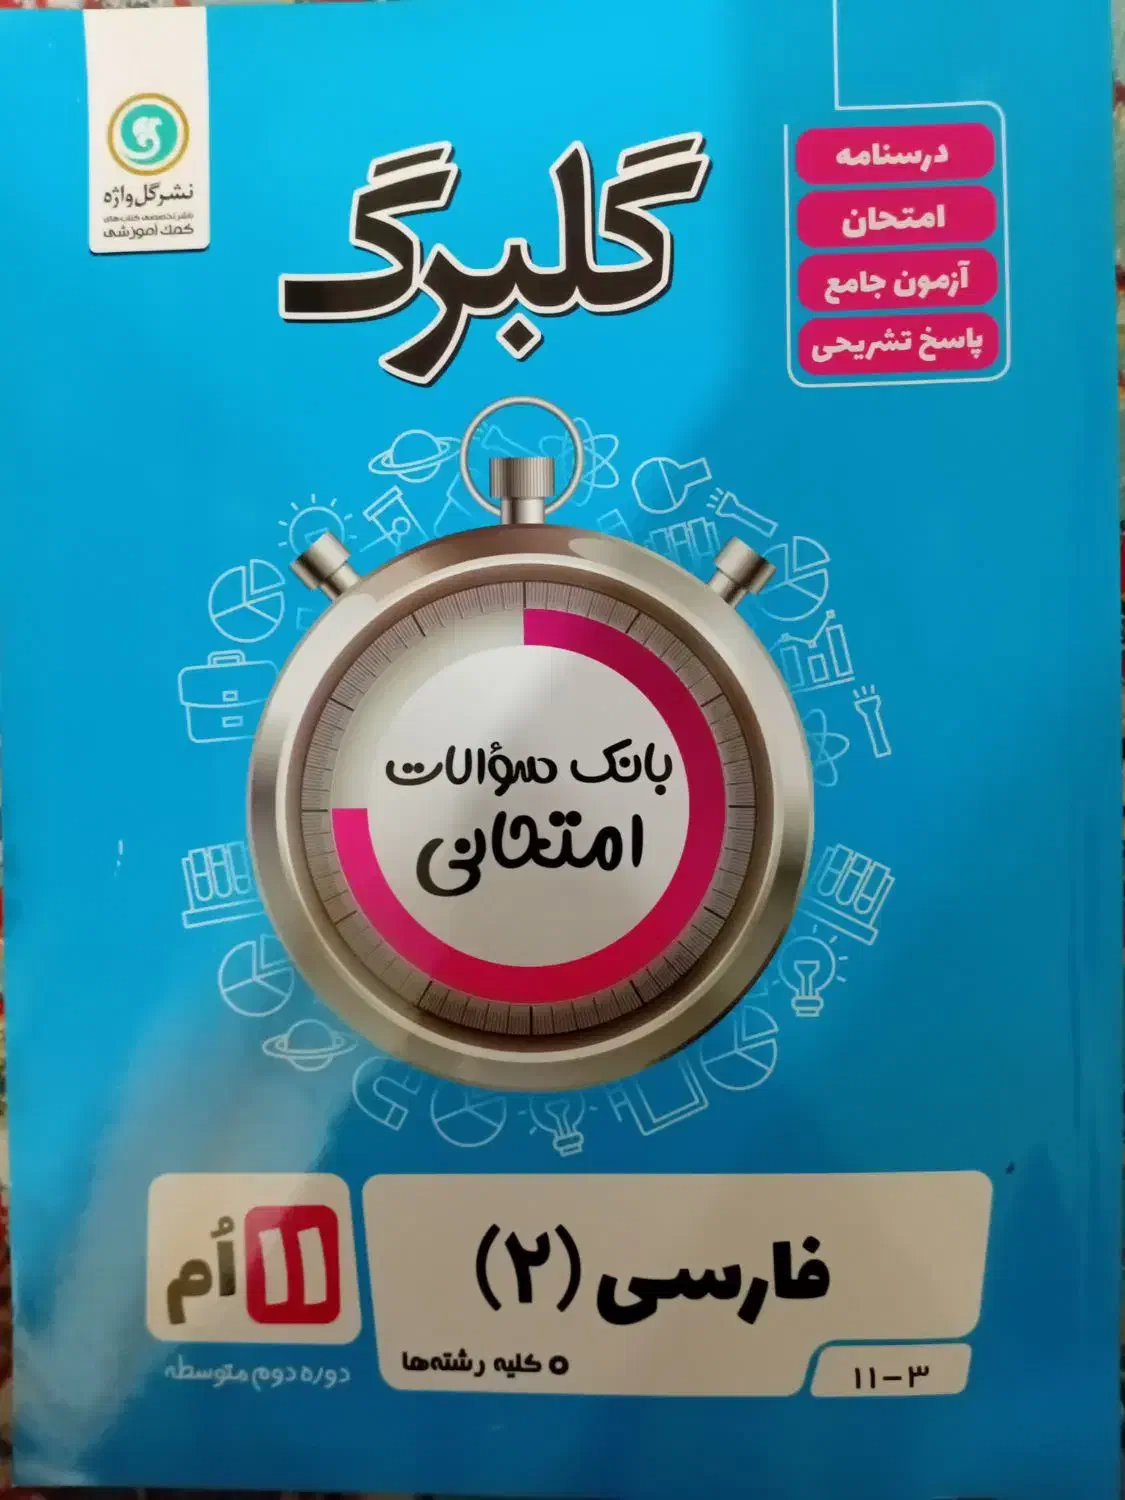 درسنامه
امتحان
آزمون جامع
پاسخ تشریحی
نشر گل واژه
ناشر تخصصی کتاب‌های
کمک آموزشی
گلبرگ
بانک سؤالات
امتحانی
فارسی (۲)
کلیه رشته‌ها
۱۱-۳
۱۱ اُم
دوره دوم متوسطه